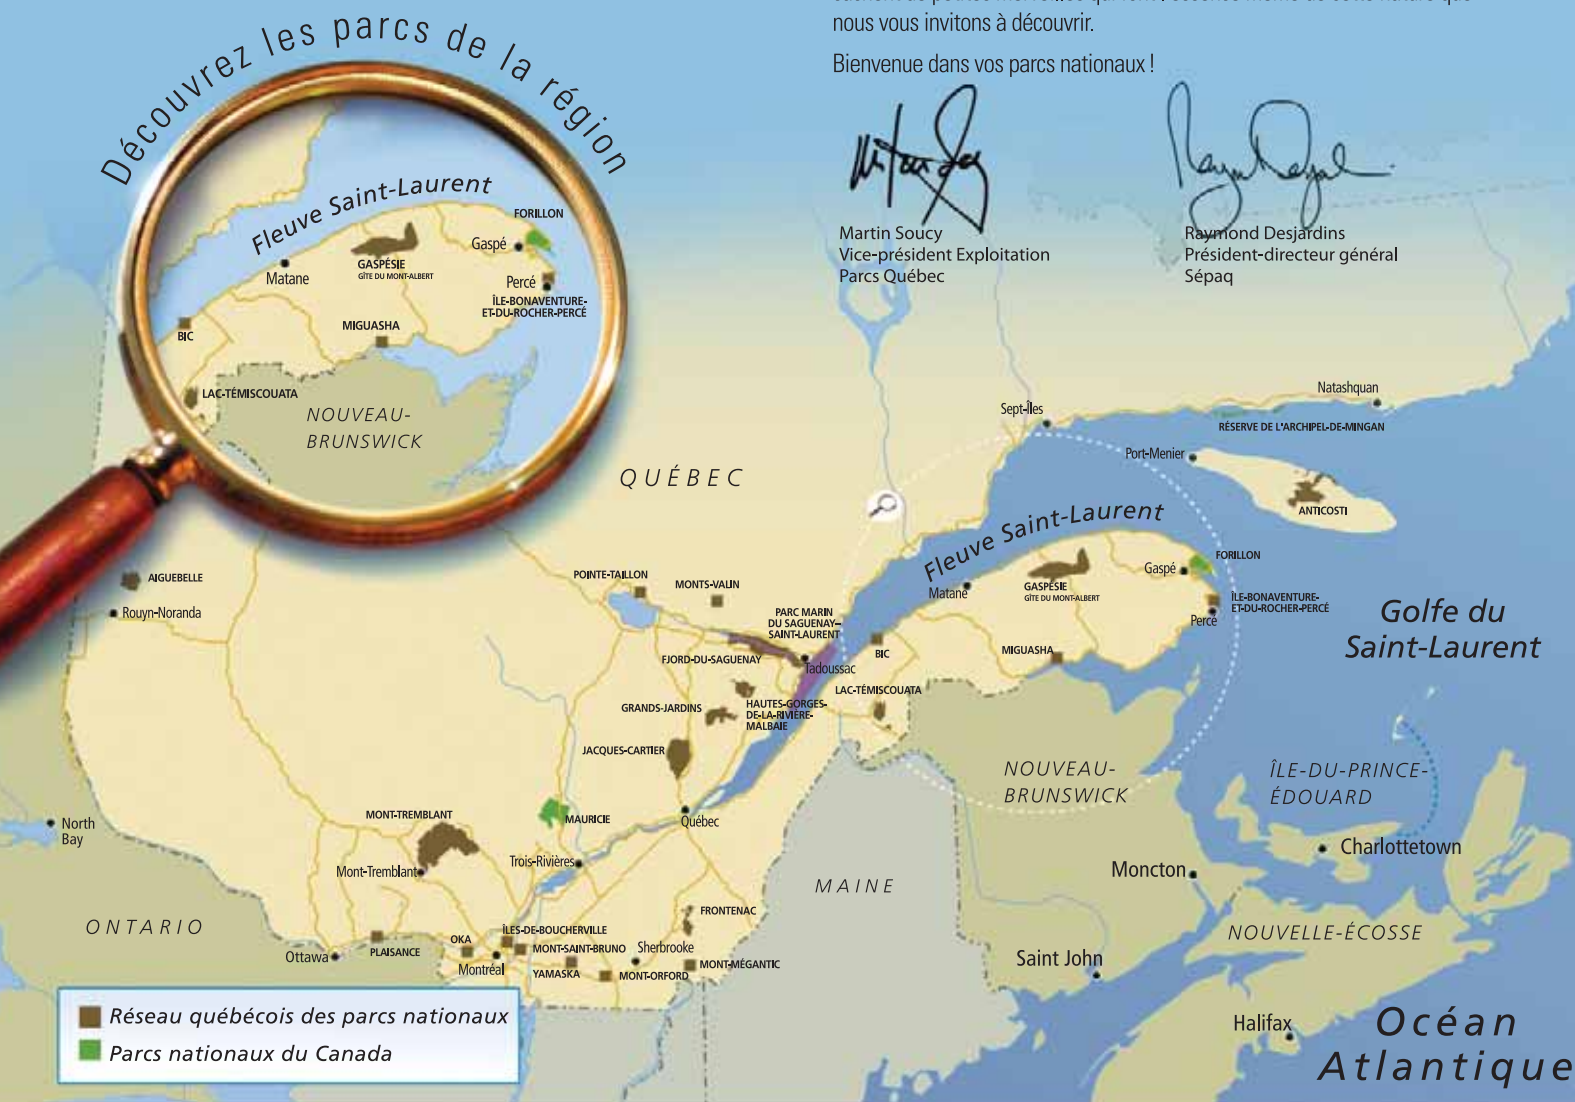 nous vous invitons à découvrir.
Bienvenue dans vos parcs nationaux !
Martin Soucy
Vice-président Exploitation
Parcs Québec
Raymond Desjardins
Président-directeur général
Sépaq
Découvrez les parcs de la région
Fleuve Saint-Laurent
FORILLON
Gaspé
GASPÉSIE
GÎTE DU MONT-ALBERT
Matane
Percé
ÎLE-BONAVENTURE-
ET-DU-ROCHER-PERCÉ
BIC
MIGUASHA
LAC-TÉMISCOUATA
NOUVEAU-
BRUNSWICK
QUÉBEC
Natashquan
Sept-Îles
RÉSERVE DE L'ARCHIPEL-DE-MINGAN
Port-Menier
ANTICOSTI
Fleuve Saint-Laurent
AIGUEBELLE
Rouyn-Noranda
POINTE-TAILLON
MONTS-VALIN
PARC MARIN
DU SAGUENAY–
SAINT-LAURENT
FJORD-DU-SAGUENAY
Tadoussac
Matane
GASPÉSIE
GÎTE DU MONT-ALBERT
Gaspé
FORILLON
ÎLE-BONAVENTURE-
ET-DU-ROCHER-PERCÉ
Percé
Golfe du
Saint-Laurent
BIC
MIGUASHA
LAC-TÉMISCOUATA
GRANDS-JARDINS
HAUTES-GORGES-
DE-LA-RIVIÈRE-
MALBAIE
JACQUES-CARTIER
NOUVEAU-
BRUNSWICK
ÎLE-DU-PRINCE-
ÉDOUARD
North
Bay
MONT-TREMBLANT
MAURICIE
Québec
Mont-Tremblant
Trois-Rivières
Charlottetown
Moncton
MAINE
ONTARIO
FRONTENAC
ÎLES-DE-BOUCHERVILLE
NOUVELLE-ÉCOSSE
OKA
PLAISANCE
MONT-SAINT-BRUNO
Sherbrooke
Ottawa
Montréal
YAMASKA
MONT-ORFORD
MONT-MÉGANTIC
Saint John
Réseau québécois des parcs nationaux
Parcs nationaux du Canada
Halifax
Océan
Atlantique